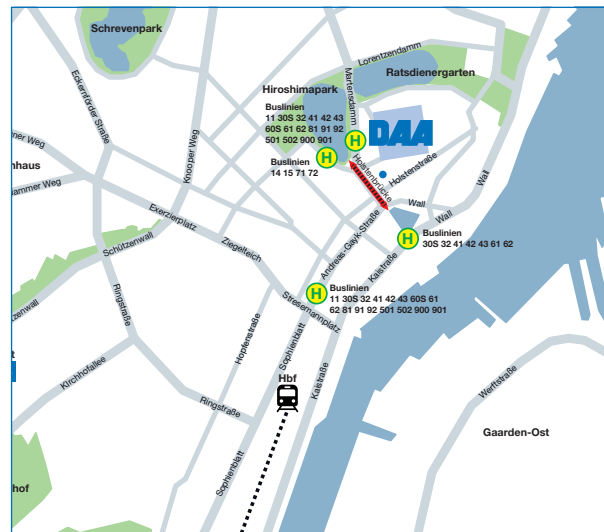 Schrevenpark
Lorentzendamm
Martensdamm
Ratsdienergarten
Eckernförder Straße
Hiroshimapark
Buslinien
11 30S 32 41 42 43
60S 61 62 81 91 92
501 502 900 901
H
DAA
Knooper Weg
iner Weg
H
Buslinien
14 15 71 72
Holstenbrücke
Holstenstraße
Wall
nhaus
ammer Weg
Exerzierplatz
Wall
Wall
Schützenwall
Ziegelteich
Andreas-Gayk-Straße
Kaistraße
H
Buslinien
30S 32 41 42 43 61 62
Ringstraße
H
Buslinien
11 30S 32 41 42 43 60S 61
62 81 91 92 501 502 900 901
Stresemannplatz
tzenwall
Hopfenstraße
Sophienblatt
t
Kirchhofallee
Hbf
Kaistraße
Werftstraße
Ringstraße
Gaarden-Ost
Sophienblatt
hof